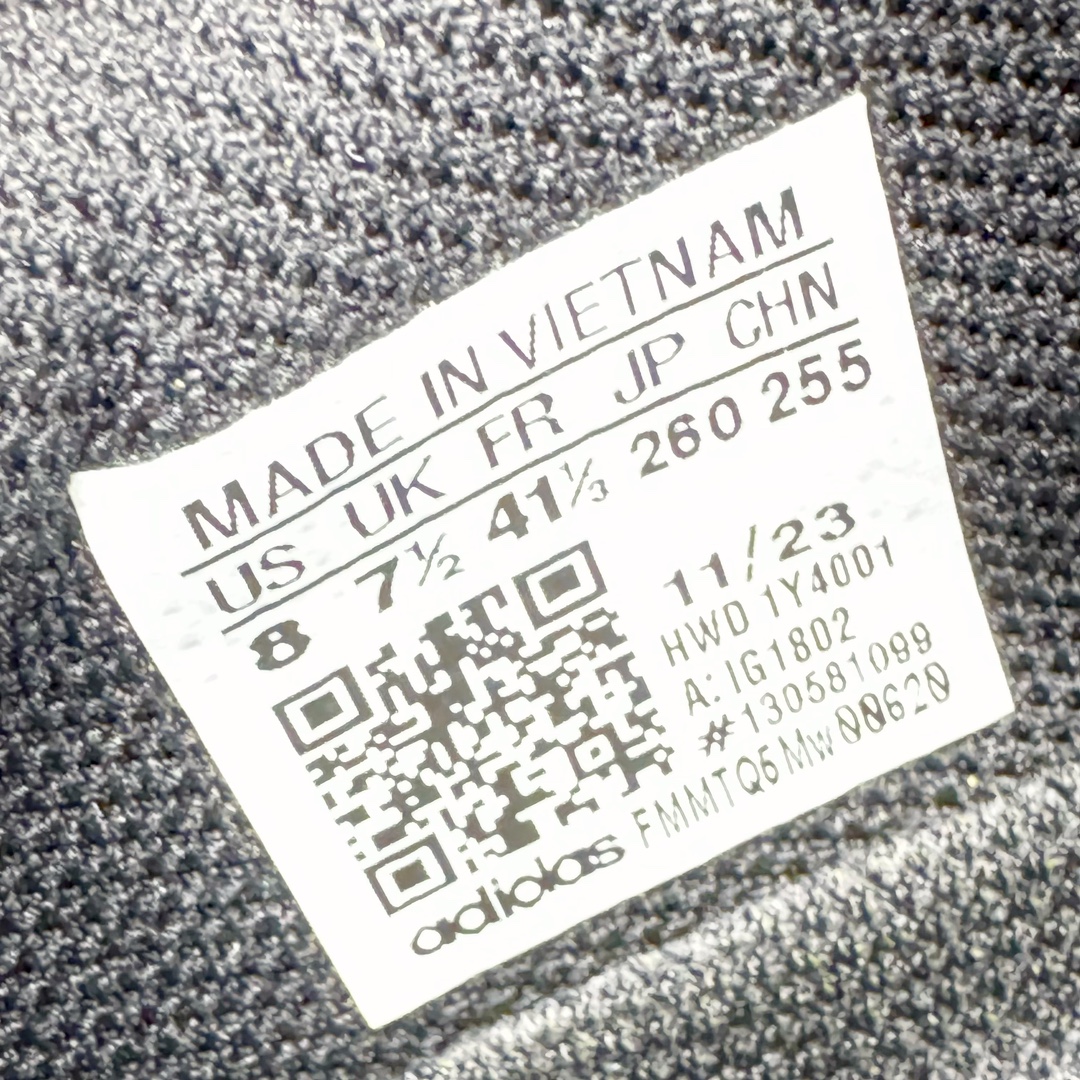 MADE IN VIETNAM
US UK FR JP CHN
8 7½ 41⅓ 260 255
11/23
HWD 1Y4001
A: IG1802
#130581099
FMMTQ6Mw00620
adidas